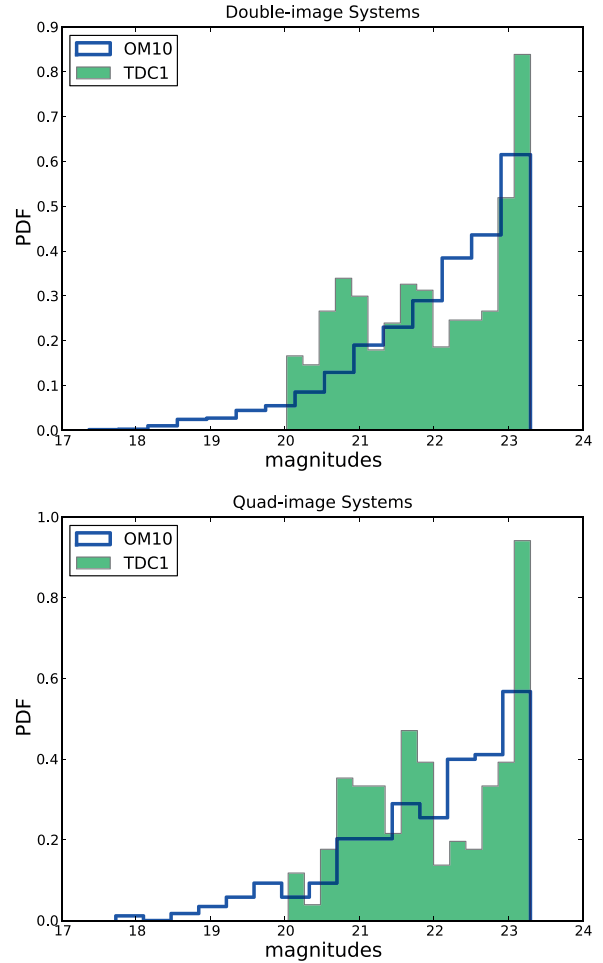 Double-image Systems
OM10
TDC1
0.9
0.8
0.7
0.6
0.5
0.4
0.3
0.2
0.1
0.0
PDF
17 18 19 20 21 22 23 24
magnitudes
Quad-image Systems
OM10
TDC1
1.0
0.8
0.6
0.4
0.2
0.0
PDF
17 18 19 20 21 22 23 24
magnitudes